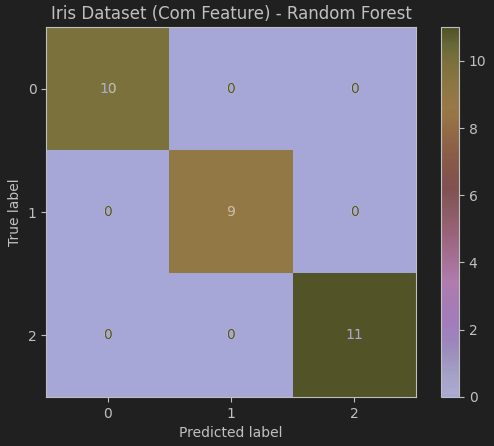 Iris Dataset (Com Feature) - Random Forest
10
0
10 0 0
8
True label
1
0 9 0
6
4
2
0 0 11
2
0
0 1 2
Predicted label